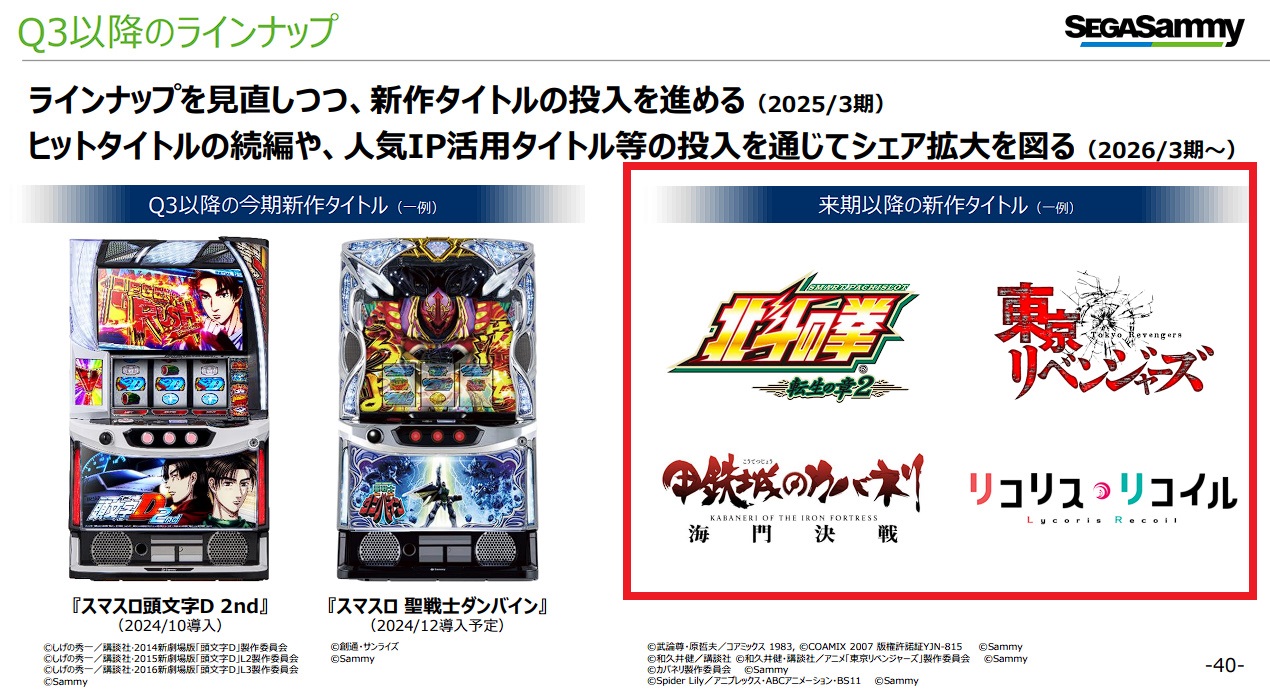 Q3以降のラインナップ
SEGASammy
ラインナップを見直しつつ、新作タイトルの投入を進める（2025/3期）
ヒットタイトルの続編や、人気IP活用タイトル等の投入を通じてシェア拡大を図る（2026/3期～）
Q3以降の今期新作タイトル（一例）
来期以降の新作タイトル（一例）
SMART PACHISLOT
北斗の拳
転生の章2
東京
リベンジャーズ
Tokyo Revengers
こうてつじょう
甲鉄城のカバネリ
KABANERI OF THE IRON FORTRESS
海門決戦
リコリス・リコイル
Lycoris Recoil
『スマスロ頭文字D 2nd』
（2024/10導入）
『スマスロ 聖戦士ダンバイン』
（2024/12導入予定）
©しげの秀一／講談社・2014新劇場版「頭文字D」製作委員会
©しげの秀一／講談社・2015新劇場版「頭文字D」L2製作委員会
©しげの秀一／講談社・2016新劇場版「頭文字D」L3製作委員会
©Sammy
©創通・サンライズ
©Sammy
©武論尊・原哲夫／コアミックス 1983, ©COAMIX 2007 版権許諾証YJN-815 ©Sammy
©和久井健／講談社 ©和久井健・講談社／アニメ「東京リベンジャーズ」製作委員会 ©Sammy
©カバネリ製作委員会 ©Sammy
©Spider Lily／アニプレックス・ABCアニメーション・BS11 ©Sammy
-40-